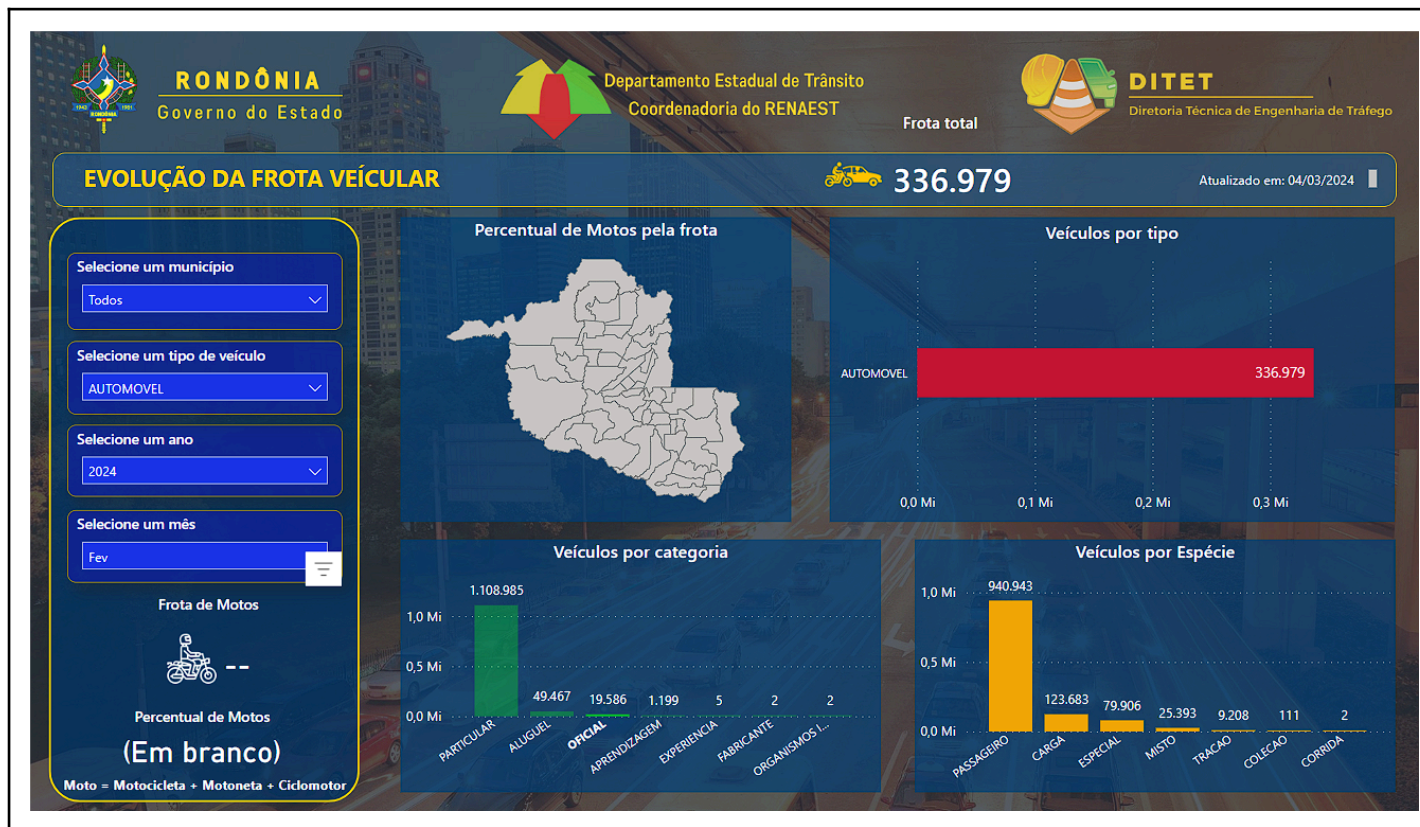 RONDÔNIA
Governo do Estado
Departamento Estadual de Trânsito
Coordenadoria do RENAEST
Frota total
DITET
Diretoria Técnica de Engenharia de Tráfego
EVOLUÇÃO DA FROTA VEÍCULAR
336.979
Atualizado em: 04/03/2024
Selecione um município
Todos
Selecione um tipo de veículo
AUTOMOVEL
Selecione um ano
2024
Selecione um mês
Fev
Frota de Motos
--
Percentual de Motos
(Em branco)
Moto = Motocicleta + Motoneta + Ciclomotor
Percentual de Motos pela frota
Veículos por tipo
AUTOMOVEL
336.979
0,0 Mi 0,1 Mi 0,2 Mi 0,3 Mi
Veículos por categoria
1.108.985
1,0 Mi
0,5 Mi
49.467 19.586 1.199 5 2 2
0,0 Mi
PARTICULAR ALUGUEL OFICIAL APRENDIZAGEM EXPERIENCIA FABRICANTE ORGANISMOS I...
Veículos por Espécie
940.943
1,0 Mi
0,5 Mi
123.683 79.906 25.393 9.208 111 2
0,0 Mi
PASSAGEIRO CARGA ESPECIAL MISTO TRACAO COLECAO CORRIDA